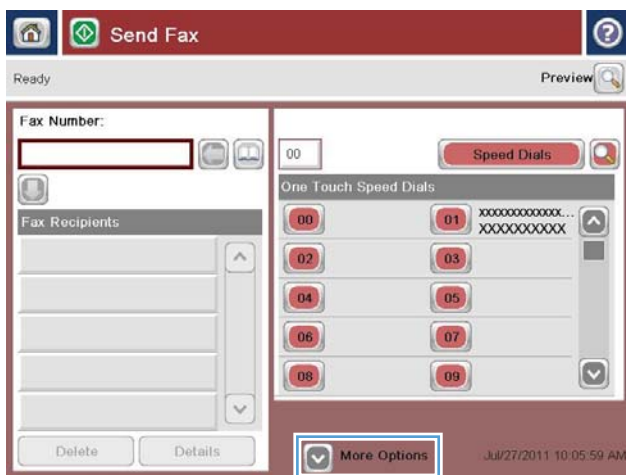 Send Fax
?
Ready
Preview
Fax Number:
00
Speed Dials
One Touch Speed Dials
Fax Recipients
00
01 XXXXXXXXXXXXX...
XXXXXXXXXX
02
03
04
05
06
07
08
09
Delete
Details
More Options
Jul/27/2011 10:05:59 AM